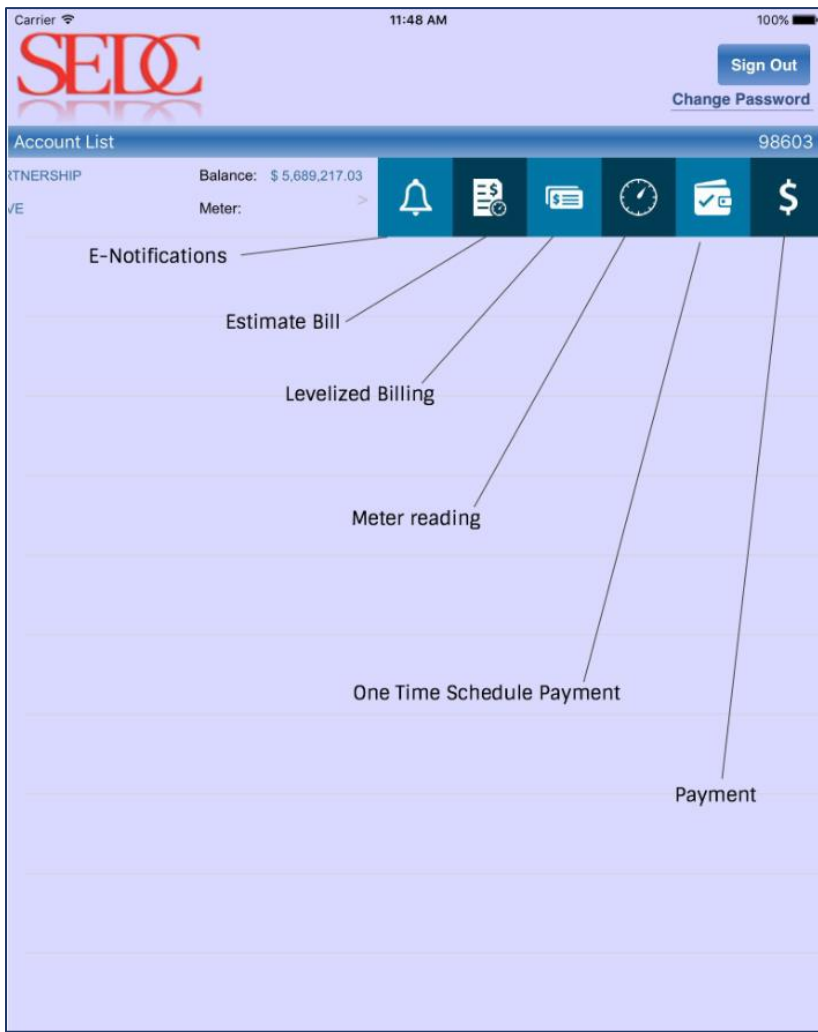 Carrier 11:48 AM 100%
SEDC
Sign Out
Change Password
Account List 98603
RTNERSHIP Balance: $ 5,689,217.03
VE Meter: >
E-Notifications
Estimate Bill
Levelized Billing
Meter reading
One Time Schedule Payment
Payment